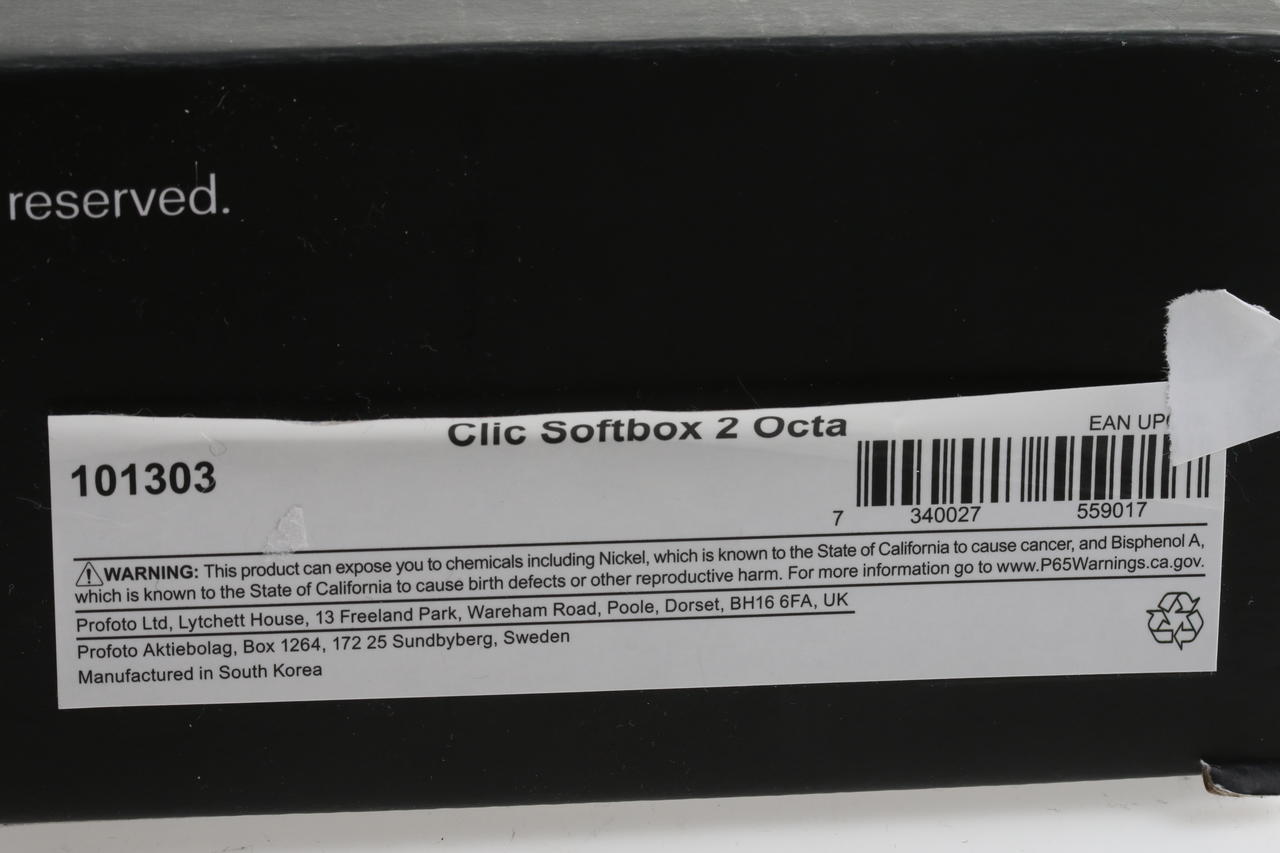 reserved.
Clic Softbox 2 Octa
EAN
101303
7 340027 559017
WARNING: This product can expose you to chemicals including Nickel, which is known to the State of California to cause cancer, and Bisphenol A,
which is known to the State of California to cause birth defects or other reproductive harm. For more information go to www.P65Warnings.ca.gov.
Profoto Ltd, Lytchett House, 13 Freeland Park, Wareham Road, Poole, Dorset, BH16 6FA, UK
Profoto Aktiebolag, Box 1264, 172 25 Sundbyberg, Sweden
Manufactured in South Korea